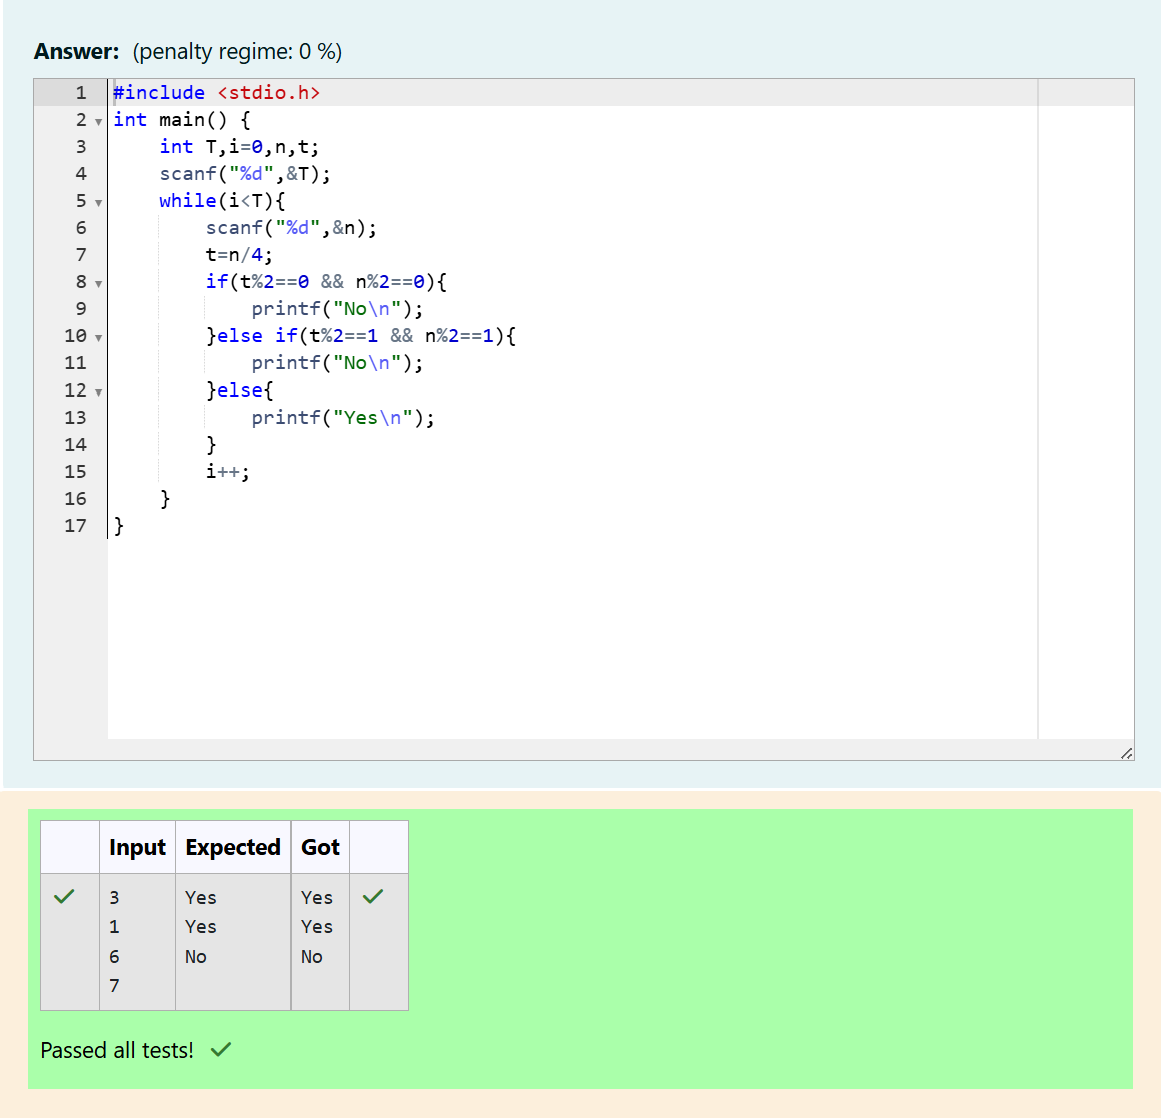 Answer: (penalty regime: 0 %)
1 #include <stdio.h>
2 int main() {
3     int T,i=0,n,t;
4     scanf("%d",&T);
5     while(i<T){
6         scanf("%d",&n);
7         t=n/4;
8         if(t%2==0 && n%2==0){
9             printf("No\n");
10         }else if(t%2==1 && n%2==1){
11             printf("No\n");
12         }else{
13             printf("Yes\n");
14         }
15         i++;
16     }
17 }
Input Expected Got
3 Yes Yes
1 Yes Yes
6 No No
7
Passed all tests!